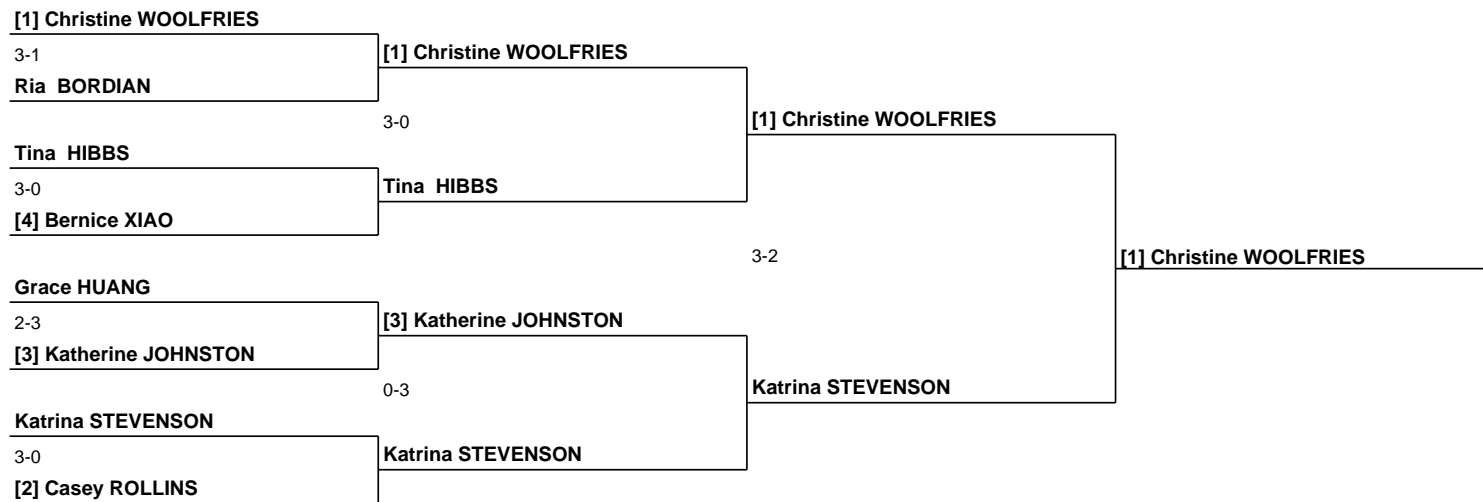 [1] Christine WOOLFRIES
3-1
[1] Christine WOOLFRIES
Ria  BORDIAN
3-0
[1] Christine WOOLFRIES
Tina  HIBBS
3-0
Tina  HIBBS
[4] Bernice XIAO
3-2
[1] Christine WOOLFRIES
Grace HUANG
2-3
[3] Katherine JOHNSTON
[3] Katherine JOHNSTON
0-3
Katrina STEVENSON
Katrina STEVENSON
3-0
Katrina STEVENSON
[2] Casey ROLLINS